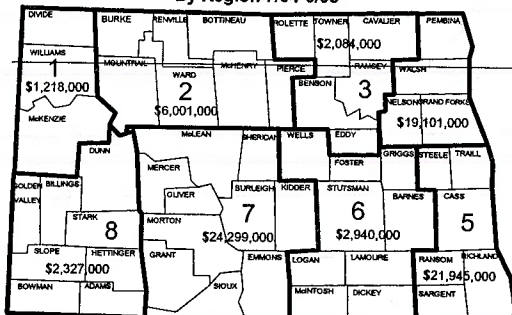 DIVIDE BURKE RENVILLE BOTTINEAU ROLETTE TOWNER CAVALIER PEMBINA
$2,084,000
WILLIAMS MOUNTRAIL WARD McHENRY PIERCE RAMSEY WALSH
1 2 BENSON 3
$1,218,000 $6,001,000 NELSON GRAND FORKS
McKENZIE $19,101,000
DUNN McLEAN SHERIDAN WELLS EDDY
FOSTER GRIGGS STEELE TRAILL
MERCER
GOLDEN VALLEY BILLINGS OLIVER BURLEIGH KIDDER STUTSMAN BARNES CASS
STARK 8 MORTON 7 6 5
$24,299,000 $2,940,000
SLOPE HETTINGER GRANT EMMONS LOGAN LAMOURE RANSOM RICHLAND
$2,327,000 $21,945,000
BOWMAN ADAMS SIOUX McINTOSH DICKEY SARGENT